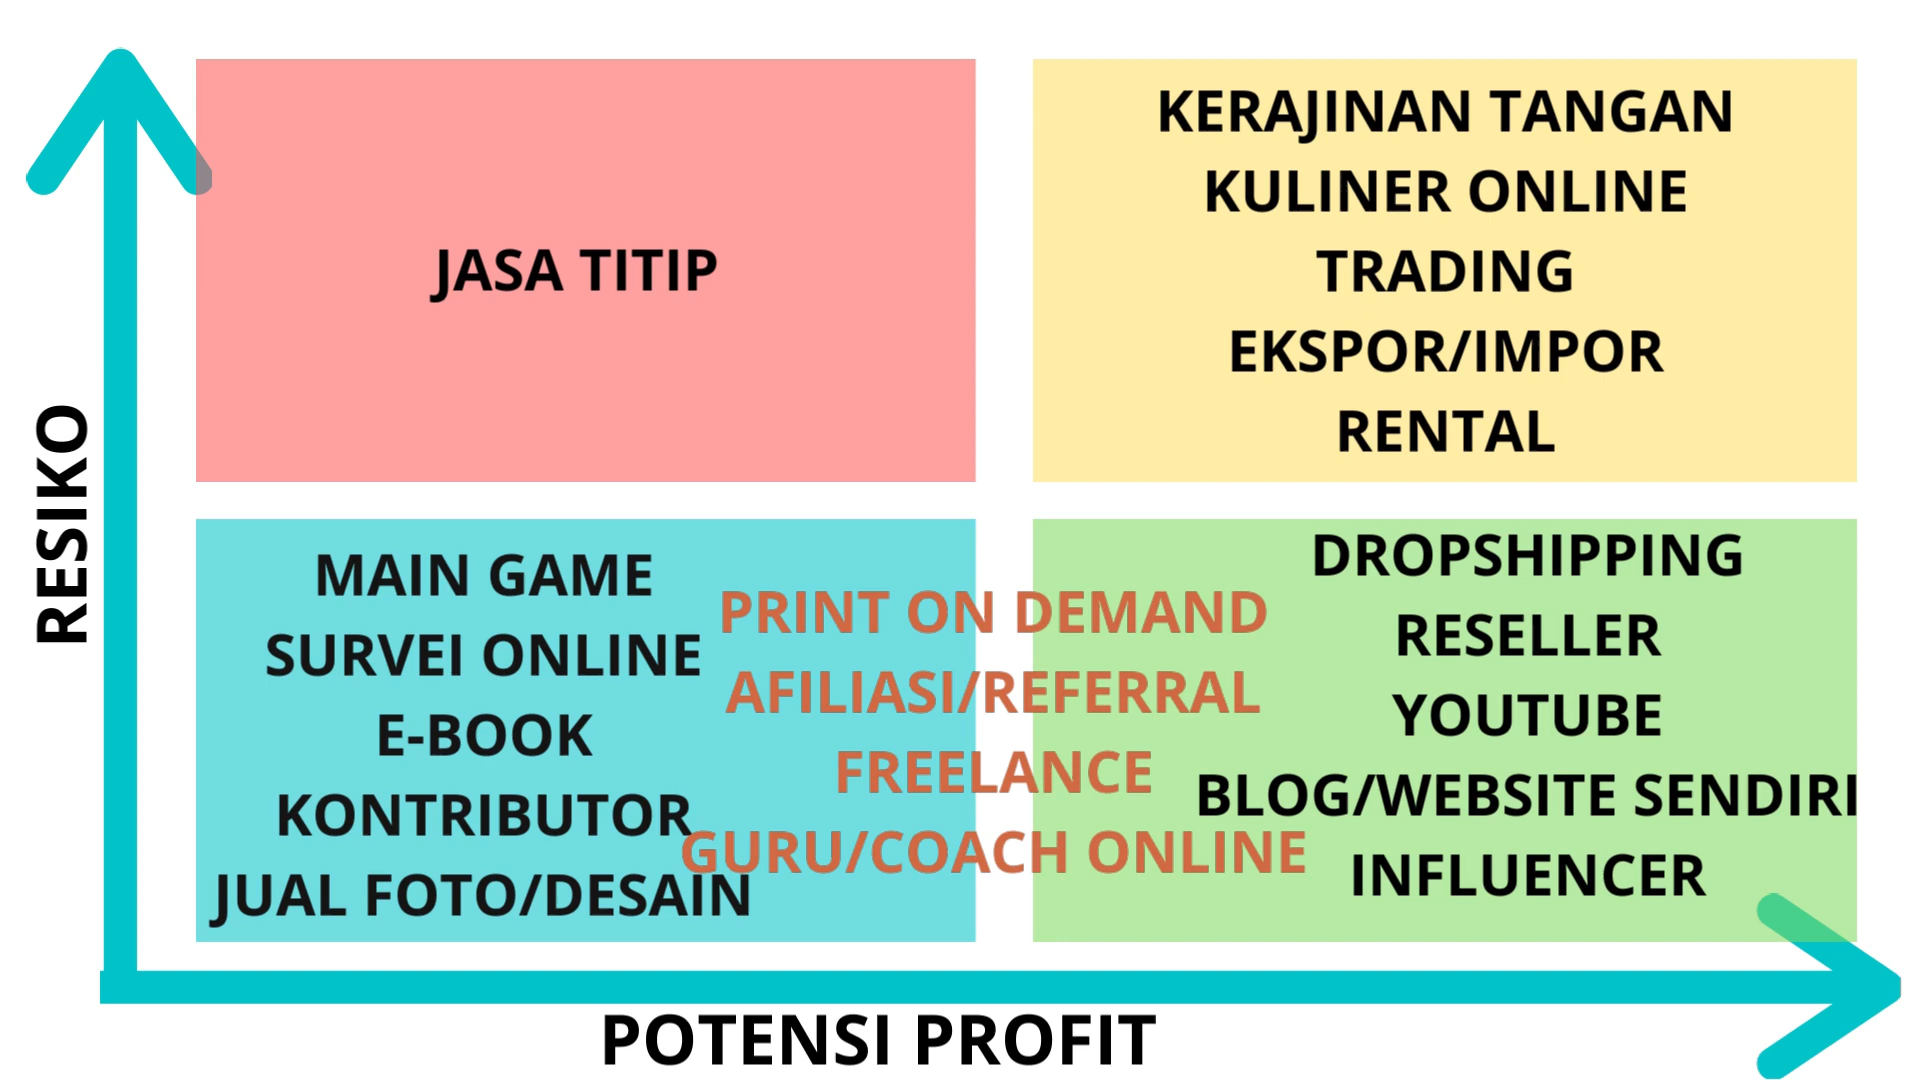 RESIKO
JASA TITIP
KERAJINAN TANGAN
KULINER ONLINE
TRADING
EKSPOR/IMPOR
RENTAL
MAIN GAME
SURVEI ONLINE
E-BOOK
KONTRIBUTOR
JUAL FOTO/DESAIN
PRINT ON DEMAND
AFILIASI/REFERRAL
FREELANCE
GURU/COACH ONLINE
DROPSHIPPING
RESELLER
YOUTUBE
BLOG/WEBSITE SENDIRI
INFLUENCER
POTENSI PROFIT